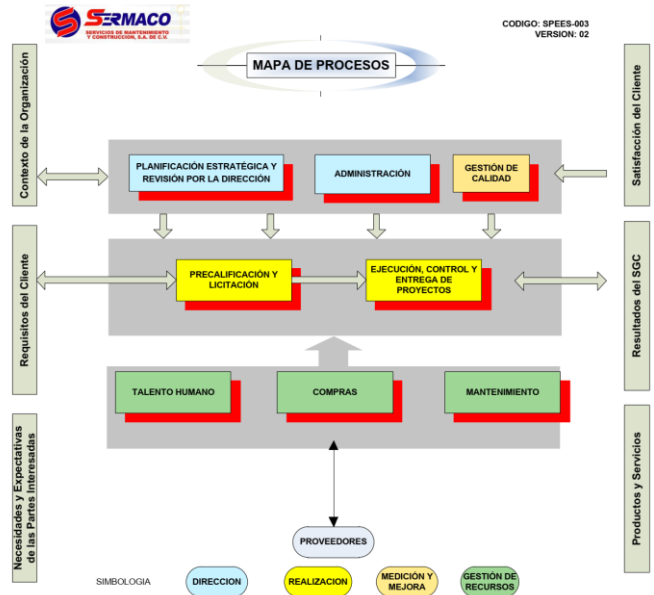 SERMACO
SERVICIOS DE MANTENIMIENTO
Y CONSTRUCCION, S.A. DE C.V.
CODIGO: SPEES-003
VERSION: 02
MAPA DE PROCESOS
Contexto de la Organización
Satisfacción del Cliente
PLANIFICACIÓN ESTRATÉGICA Y
REVISIÓN POR LA DIRECCIÓN
ADMINISTRACIÓN
GESTIÓN DE
CALIDAD
Requisitos del Cliente
Resultados del SGC
PRECALIFICACIÓN Y
LICITACIÓN
EJECUCIÓN, CONTROL Y
ENTREGA DE
PROYECTOS
TALENTO HUMANO
COMPRAS
MANTENIMIENTO
Necesidades y Expectativas
de las Partes Interesadas
Productos y Servicios
PROVEEDORES
SIMBOLOGIA
DIRECCION
REALIZACION
MEDICIÓN Y
MEJORA
GESTIÓN DE
RECURSOS